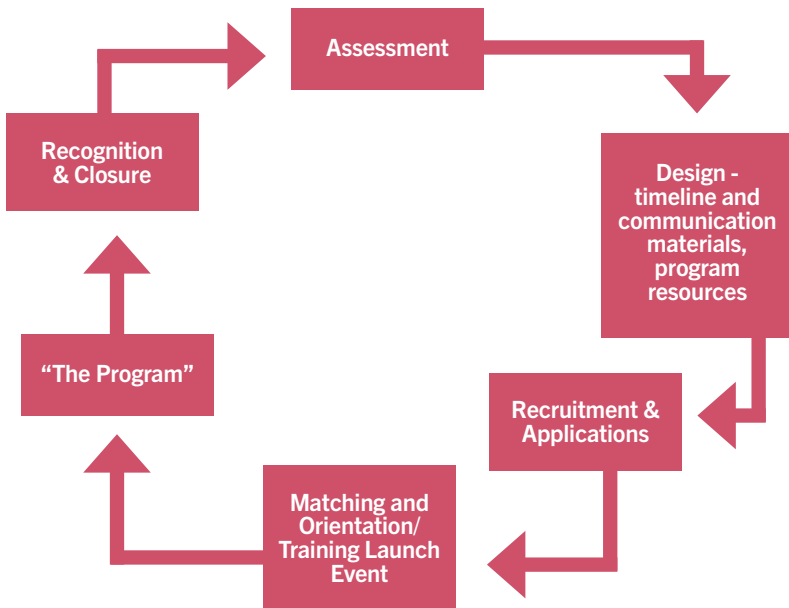 Assessment
Design -
timeline and
communication
materials,
program
resources
Recruitment &
Applications
Matching and
Orientation/
Training Launch
Event
“The Program”
Recognition
& Closure